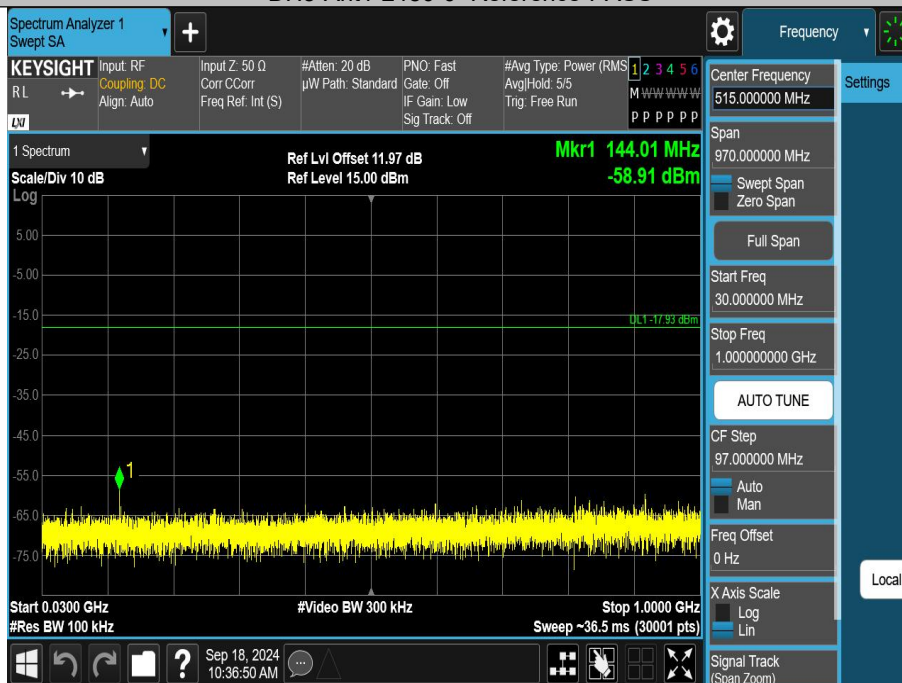 Spectrum Analyzer 1
Swept SA
+
Frequency
KEYSIGHT
RL
LXI
Input: RF
Coupling: DC
Align: Auto
Input Z: 50 Ω
Corr CCorr
Freq Ref: Int (S)
#Atten: 20 dB
µW Path: Standard
PNO: Fast
Gate: Off
IF Gain: Low
Sig Track: Off
#Avg Type: Power (RMS
Avg|Hold: 5/5
Trig: Free Run
1 2 3 4 5 6
M W W W W W
P P P P P P
1 Spectrum
Scale/Div 10 dB
Log
Ref Lvl Offset 11.97 dB
Ref Level 15.00 dBm
Mkr1 144.01 MHz
-58.91 dBm
5.00
-5.00
-15.0
DL1 -17.93 dBm
-25.0
-35.0
-45.0
-55.0
1
-65.0
-75.0
Start 0.0300 GHz
#Res BW 100 kHz
#Video BW 300 kHz
Stop 1.0000 GHz
Sweep ~36.5 ms (30001 pts)
Sep 18, 2024
10:36:50 AM
?
Center Frequency
515.000000 MHz
Span
970.000000 MHz
Swept Span
Zero Span
Full Span
Start Freq
30.000000 MHz
Stop Freq
1.000000000 GHz
AUTO TUNE
CF Step
97.000000 MHz
Auto
Man
Freq Offset
0 Hz
X Axis Scale
Log
Lin
Signal Track
(Span Zoom)
Settings
Local